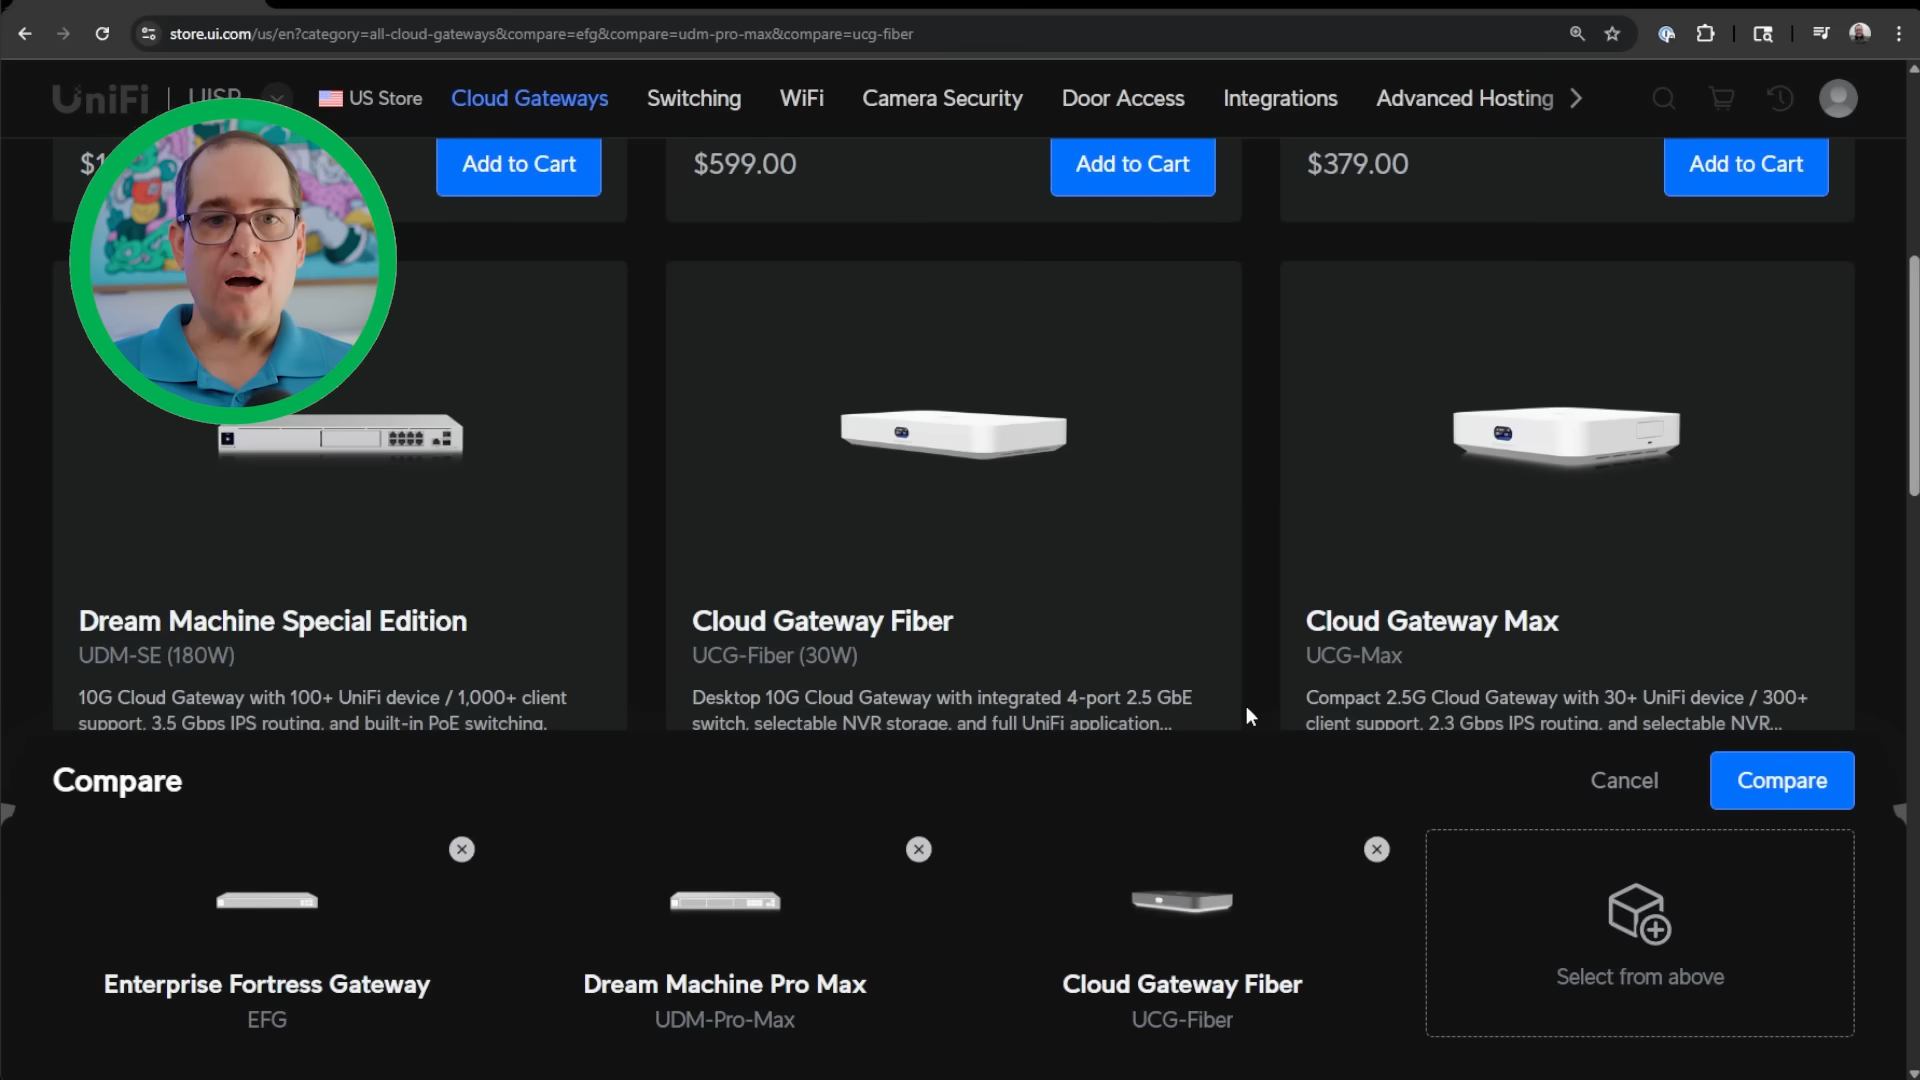 store.ui.com/us/en?category=all-cloud-gateways&compare=efg&compare=udm-pro-max&compare=ucg-fiber
UniFi | UISP US Store Cloud Gateways Switching WiFi Camera Security Door Access Integrations Advanced Hosting
Add to Cart $599.00 Add to Cart $379.00 Add to Cart
Dream Machine Special Edition
UDM-SE (180W)
10G Cloud Gateway with 100+ UniFi device / 1,000+ client
support, 3.5 Gbps IPS routing, and built-in PoE switching.
Cloud Gateway Fiber
UCG-Fiber (30W)
Desktop 10G Cloud Gateway with integrated 4-port 2.5 GbE
switch, selectable NVR storage, and full UniFi application...
Cloud Gateway Max
UCG-Max
Compact 2.5G Cloud Gateway with 30+ UniFi device / 300+
client support, 2.3 Gbps IPS routing, and selectable NVR...
Compare Cancel Compare
Enterprise Fortress Gateway
EFG
Dream Machine Pro Max
UDM-Pro-Max
Cloud Gateway Fiber
UCG-Fiber
Select from above